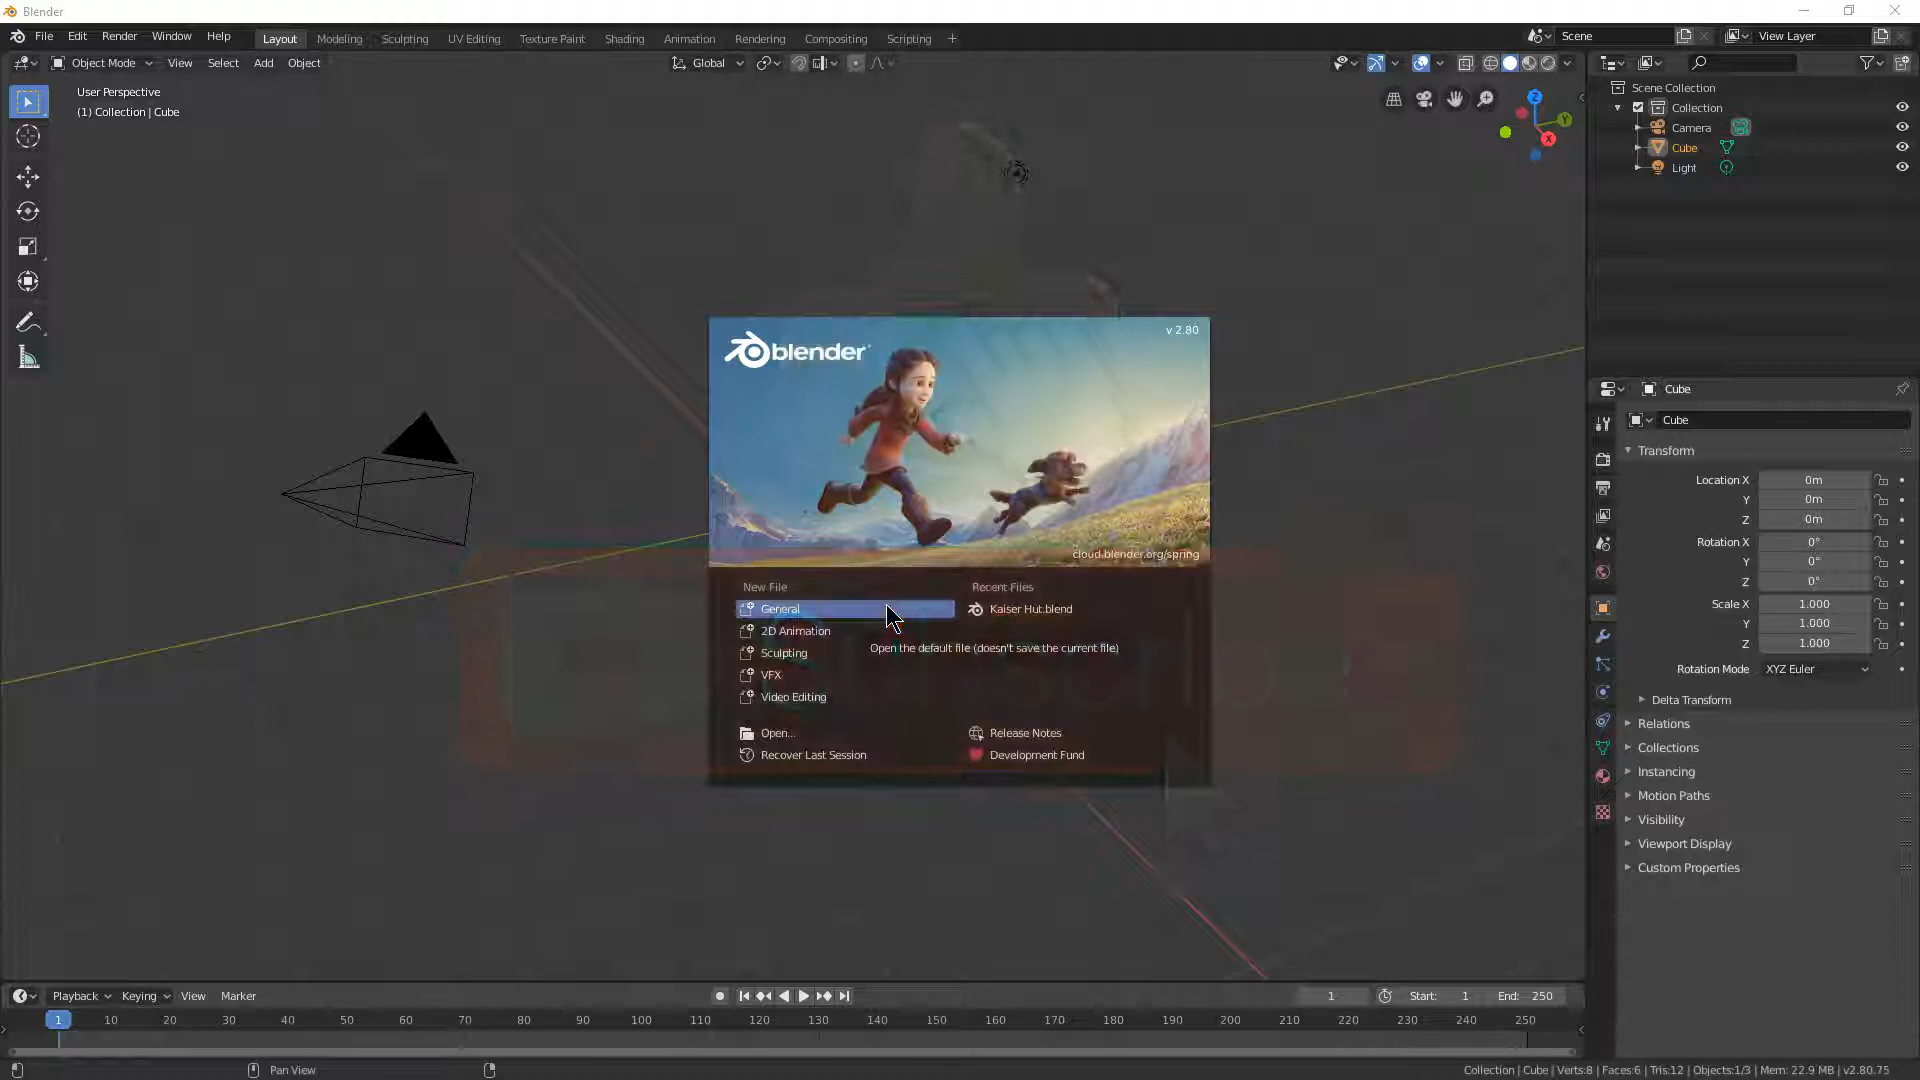 Blender
File Edit Render Window Help Layout Modeling Sculpting UV Editing Texture Paint Shading Animation Rendering Compositing Scripting + Scene View Layer
Object Mode View Select Add Object Global
User Perspective
(1) Collection | Cube
Z
Y
X
Scene Collection
Collection
Camera
Cube
Light
blender
v 2.80
cloud.blender.org/spring
New File
General
2D Animation
Sculpting
VFX
Video Editing
Open...
Recover Last Session
Recent Files
Kaiser Hut.blend
Open the default file (doesn't save the current file)
Release Notes
Development Fund
Cube
Cube
Transform
Location X 0m
Y 0m
Z 0m
Rotation X 0°
Y 0°
Z 0°
Scale X 1.000
Y 1.000
Z 1.000
Rotation Mode XYZ Euler
Delta Transform
Relations
Collections
Instancing
Motion Paths
Visibility
Viewport Display
Custom Properties
Playback Keying View Marker 1 Start: 1 End: 250
1 10 20 30 40 50 60 70 80 90 100 110 120 130 140 150 160 170 180 190 200 210 220 230 240 250
Pan View
Collection | Cube | Verts:8 | Faces:6 | Tris:12 | Objects:1/3 | Mem: 22.9 MB | v2.80.75